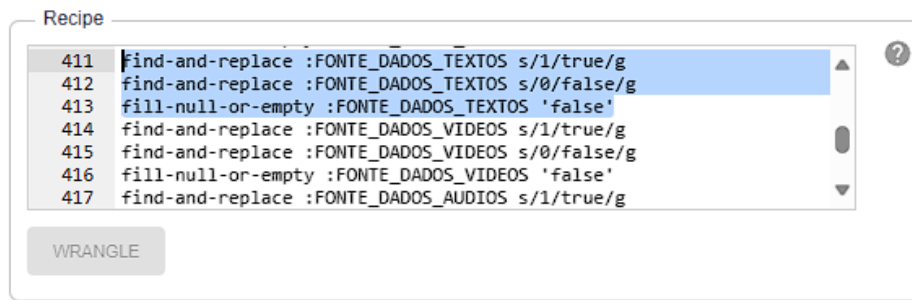 Recipe
411 find-and-replace :FONTE_DADOS_TEXTOS s/1/true/g
412 find-and-replace :FONTE_DADOS_TEXTOS s/0/false/g
413 fill-null-or-empty :FONTE_DADOS_TEXTOS 'false'
414 find-and-replace :FONTE_DADOS_VIDEOS s/1/true/g
415 find-and-replace :FONTE_DADOS_VIDEOS s/0/false/g
416 fill-null-or-empty :FONTE_DADOS_VIDEOS 'false'
417 find-and-replace :FONTE_DADOS_AUDIOS s/1/true/g
WRANGLE